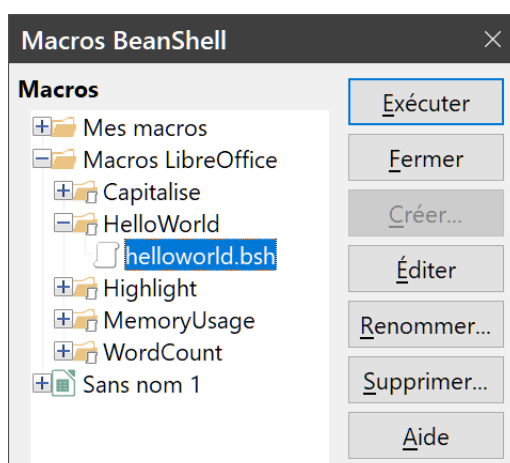 Macros BeanShell
Macros
Mes macros
Macros LibreOffice
Capitalise
HelloWorld
helloworld.bsh
Highlight
MemoryUsage
WordCount
Sans nom 1
Exécuter
Fermer
Créer...
Éditer
Renommer...
Supprimer...
Aide